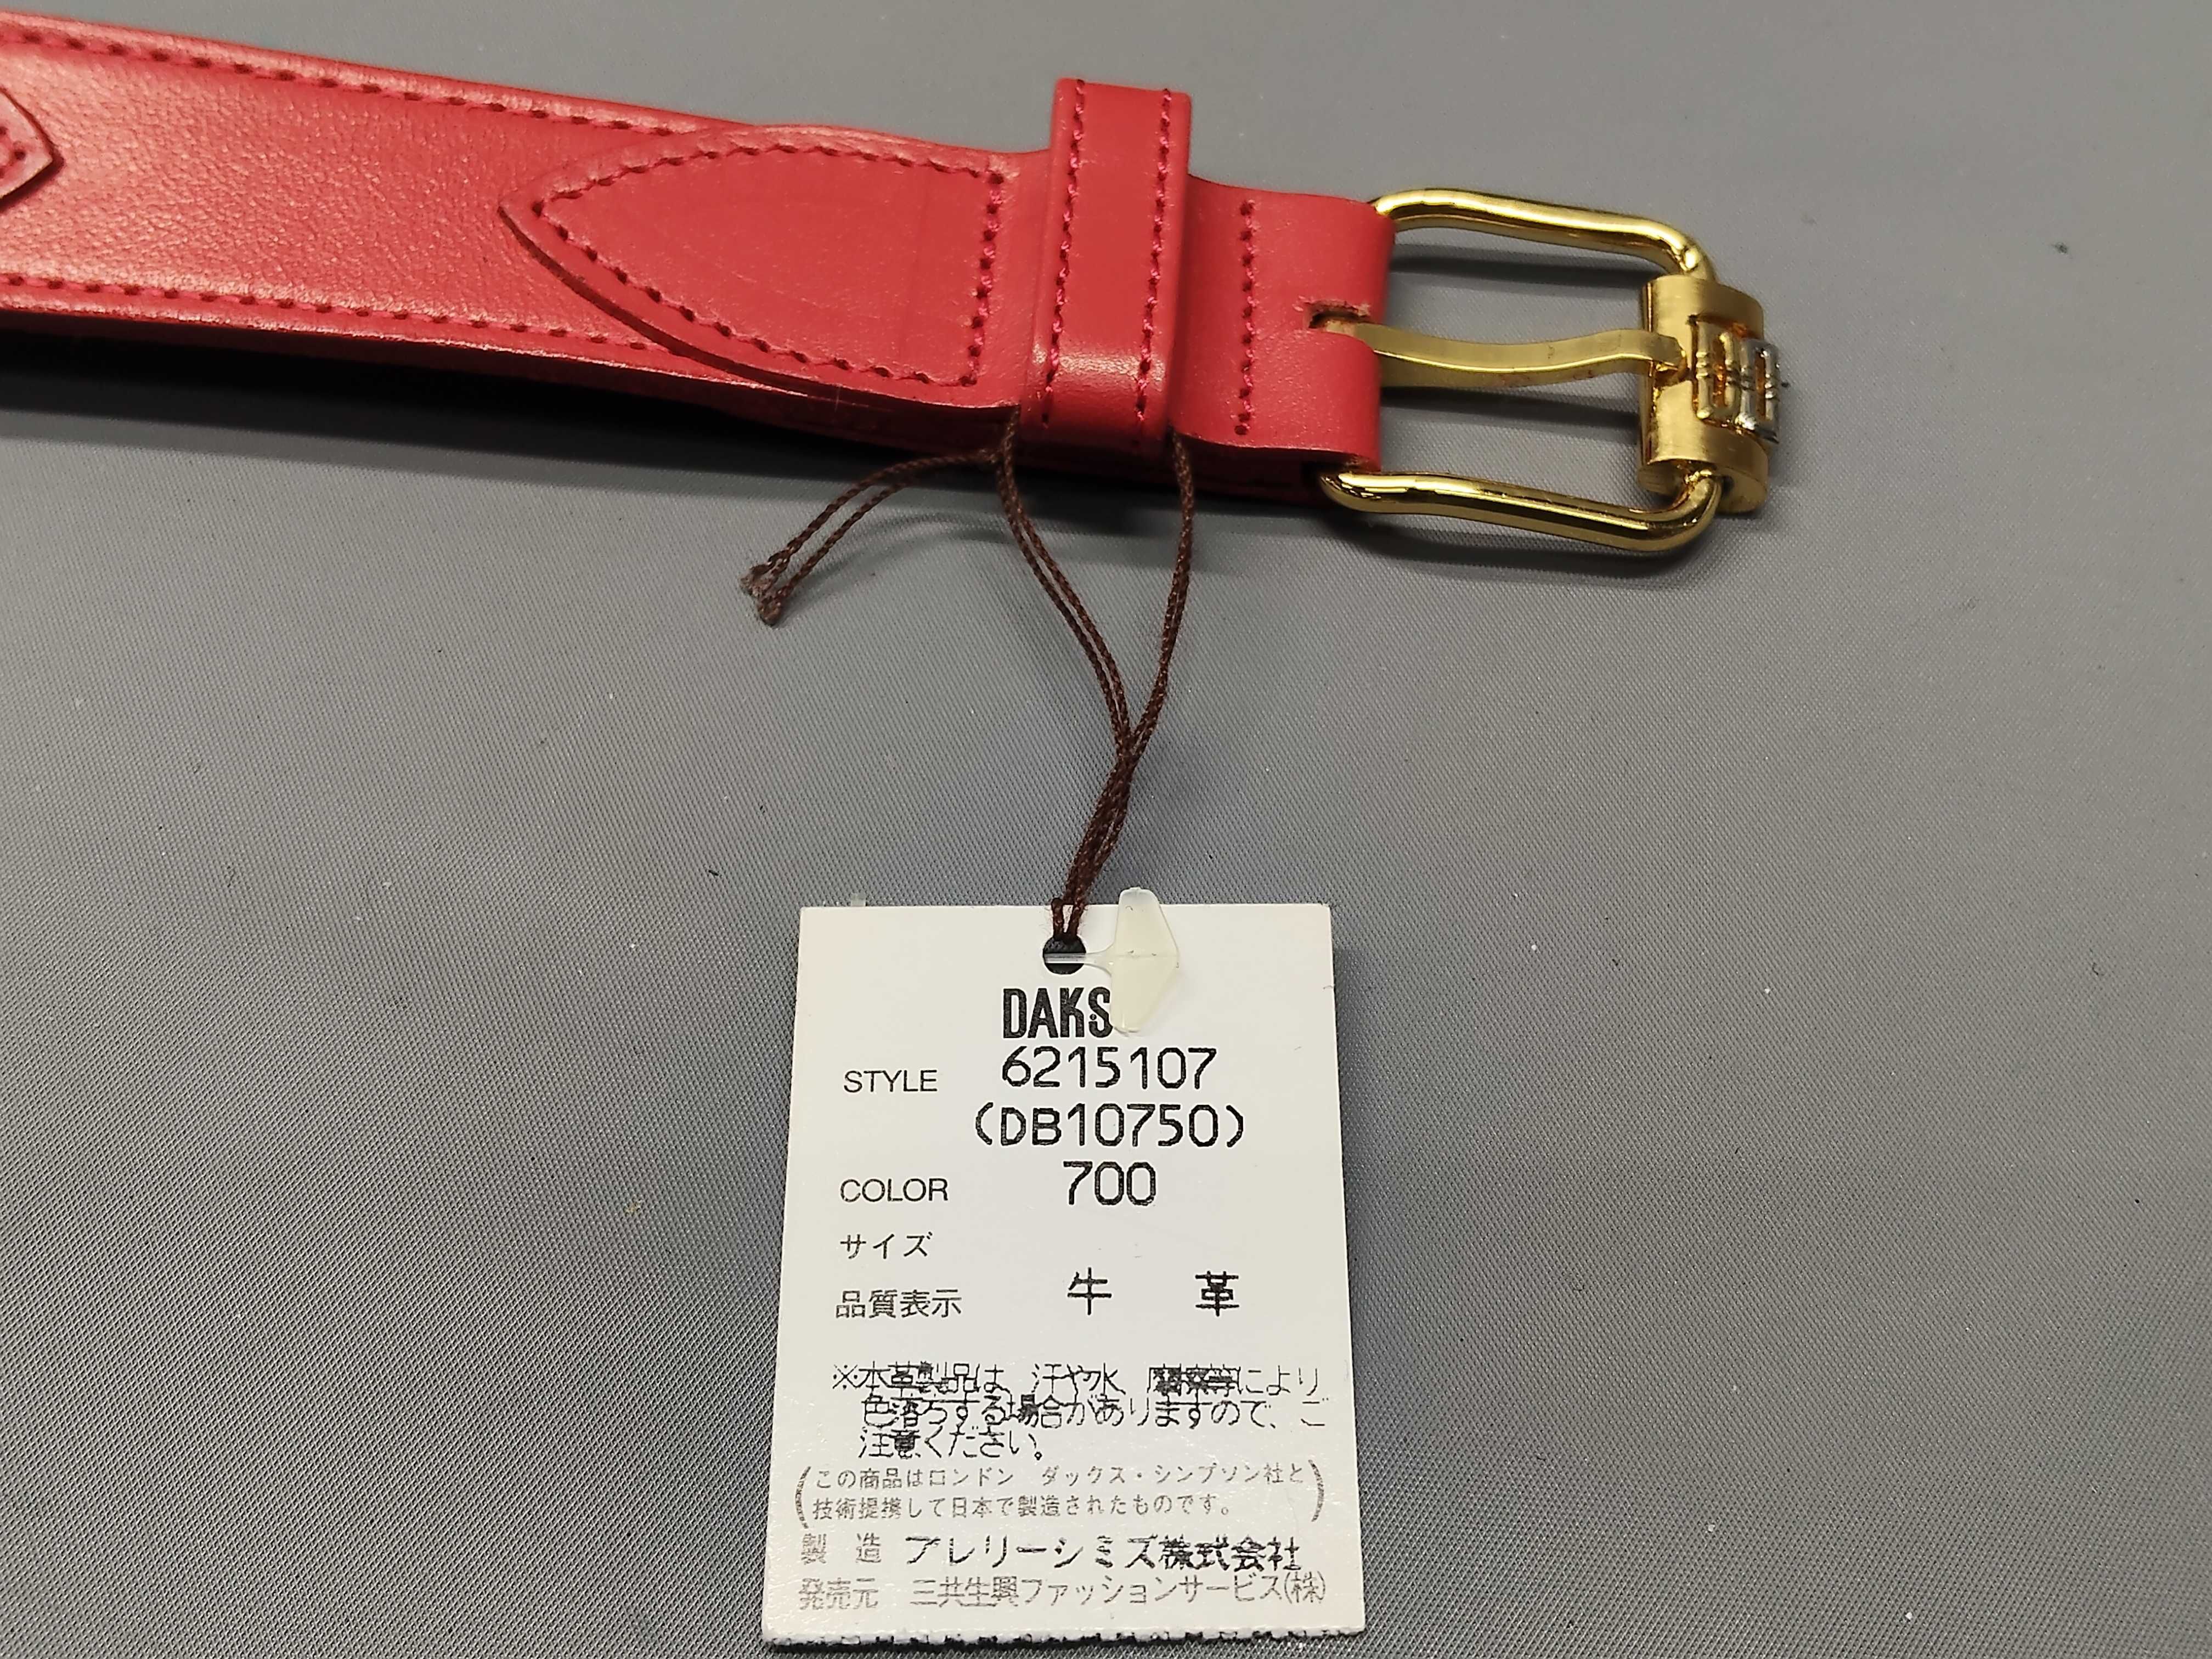 DAKS
STYLE 6215107
(DB10750)
COLOR 700
サイズ
品質表示 牛 革
※本革製品は、汗や水、摩擦等により
色落ちする場合がありますので、ご
注意ください。
(この商品はロンドン ダックス・シンプソン社と
技術提携して日本で製造されたものです。)
製 造 アレリーシミズ株式会社
発売元 三共生興ファッションサービス(株)